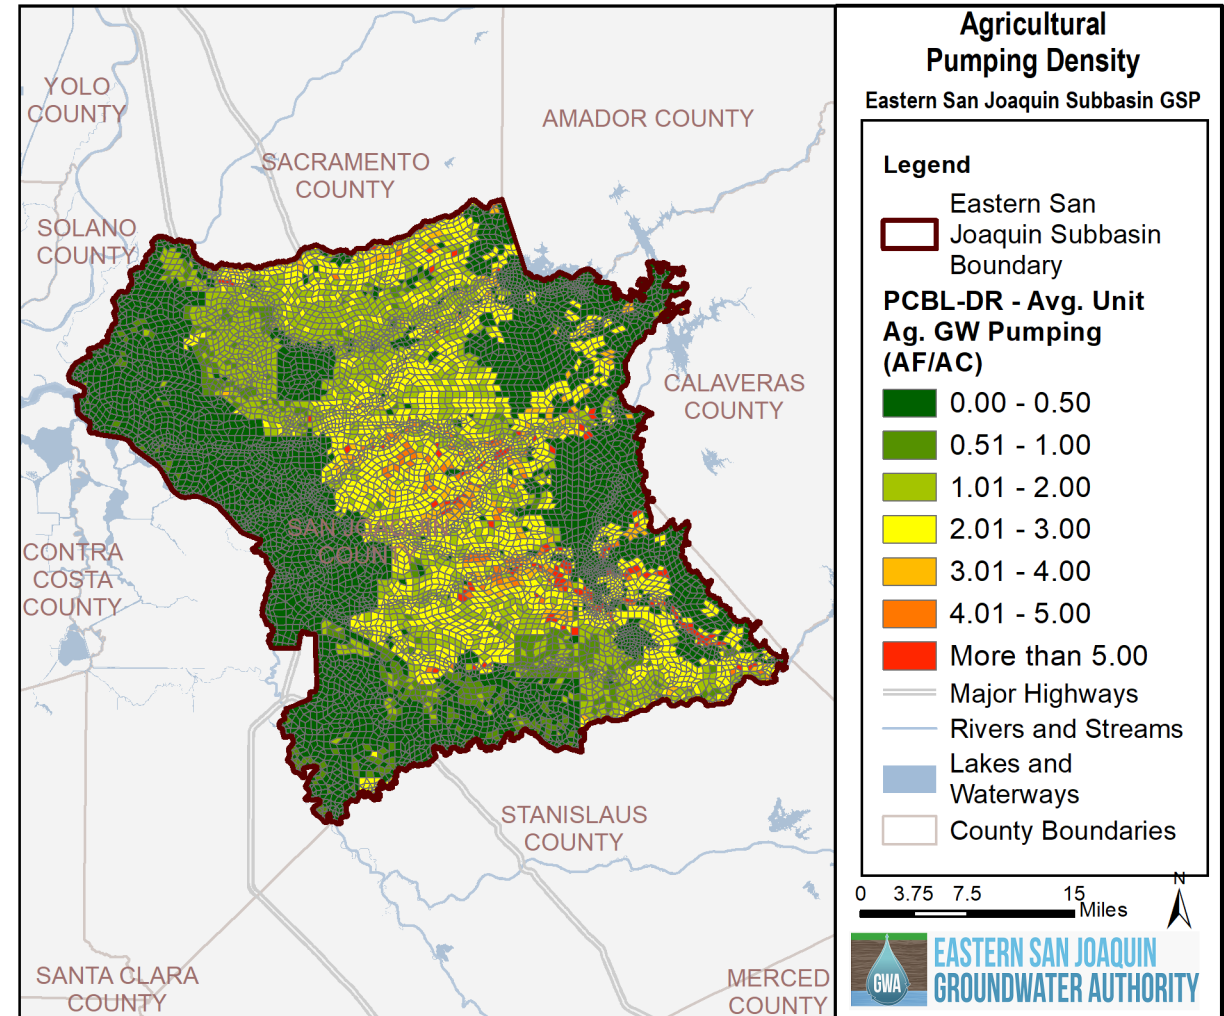 YOLO
COUNTY
AMADOR COUNTY
SACRAMENTO
COUNTY
SOLANO
COUNTY
CALAVERAS
COUNTY
SAN JOAQUIN
COUNTY
CONTRA
COSTA
COUNTY
STANISLAUS
COUNTY
SANTA CLARA
COUNTY
MERCED
COUNTY
Agricultural
Pumping Density
Eastern San Joaquin Subbasin GSP
Legend
Eastern San
Joaquin Subbasin
Boundary
PCBL-DR - Avg. Unit
Ag. GW Pumping
(AF/AC)
0.00 - 0.50
0.51 - 1.00
1.01 - 2.00
2.01 - 3.00
3.01 - 4.00
4.01 - 5.00
More than 5.00
Major Highways
Rivers and Streams
Lakes and
Waterways
County Boundaries
N
0 3.75 7.5 15
Miles
GWA
EASTERN SAN JOAQUIN
GROUNDWATER AUTHORITY